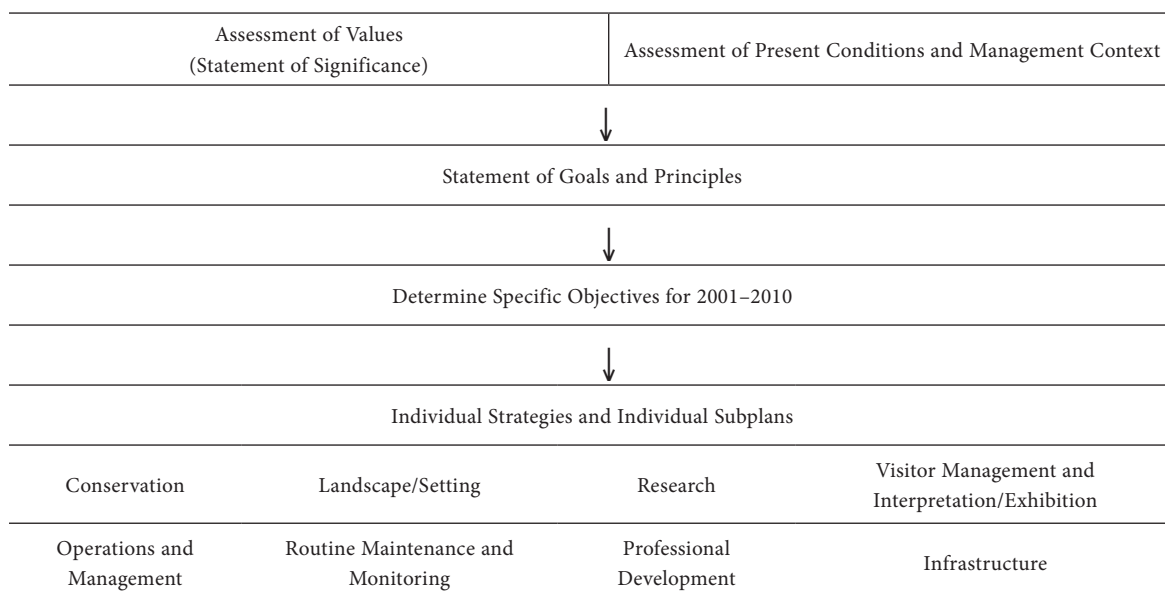 Assessment of Values
(Statement of Significance)
Assessment of Present Conditions and Management Context
Statement of Goals and Principles
Determine Specific Objectives for 2001–2010
Individual Strategies and Individual Subplans
Conservation
Landscape/Setting
Research
Visitor Management and
Interpretation/Exhibition
Operations and
Management
Routine Maintenance and
Monitoring
Professional
Development
Infrastructure